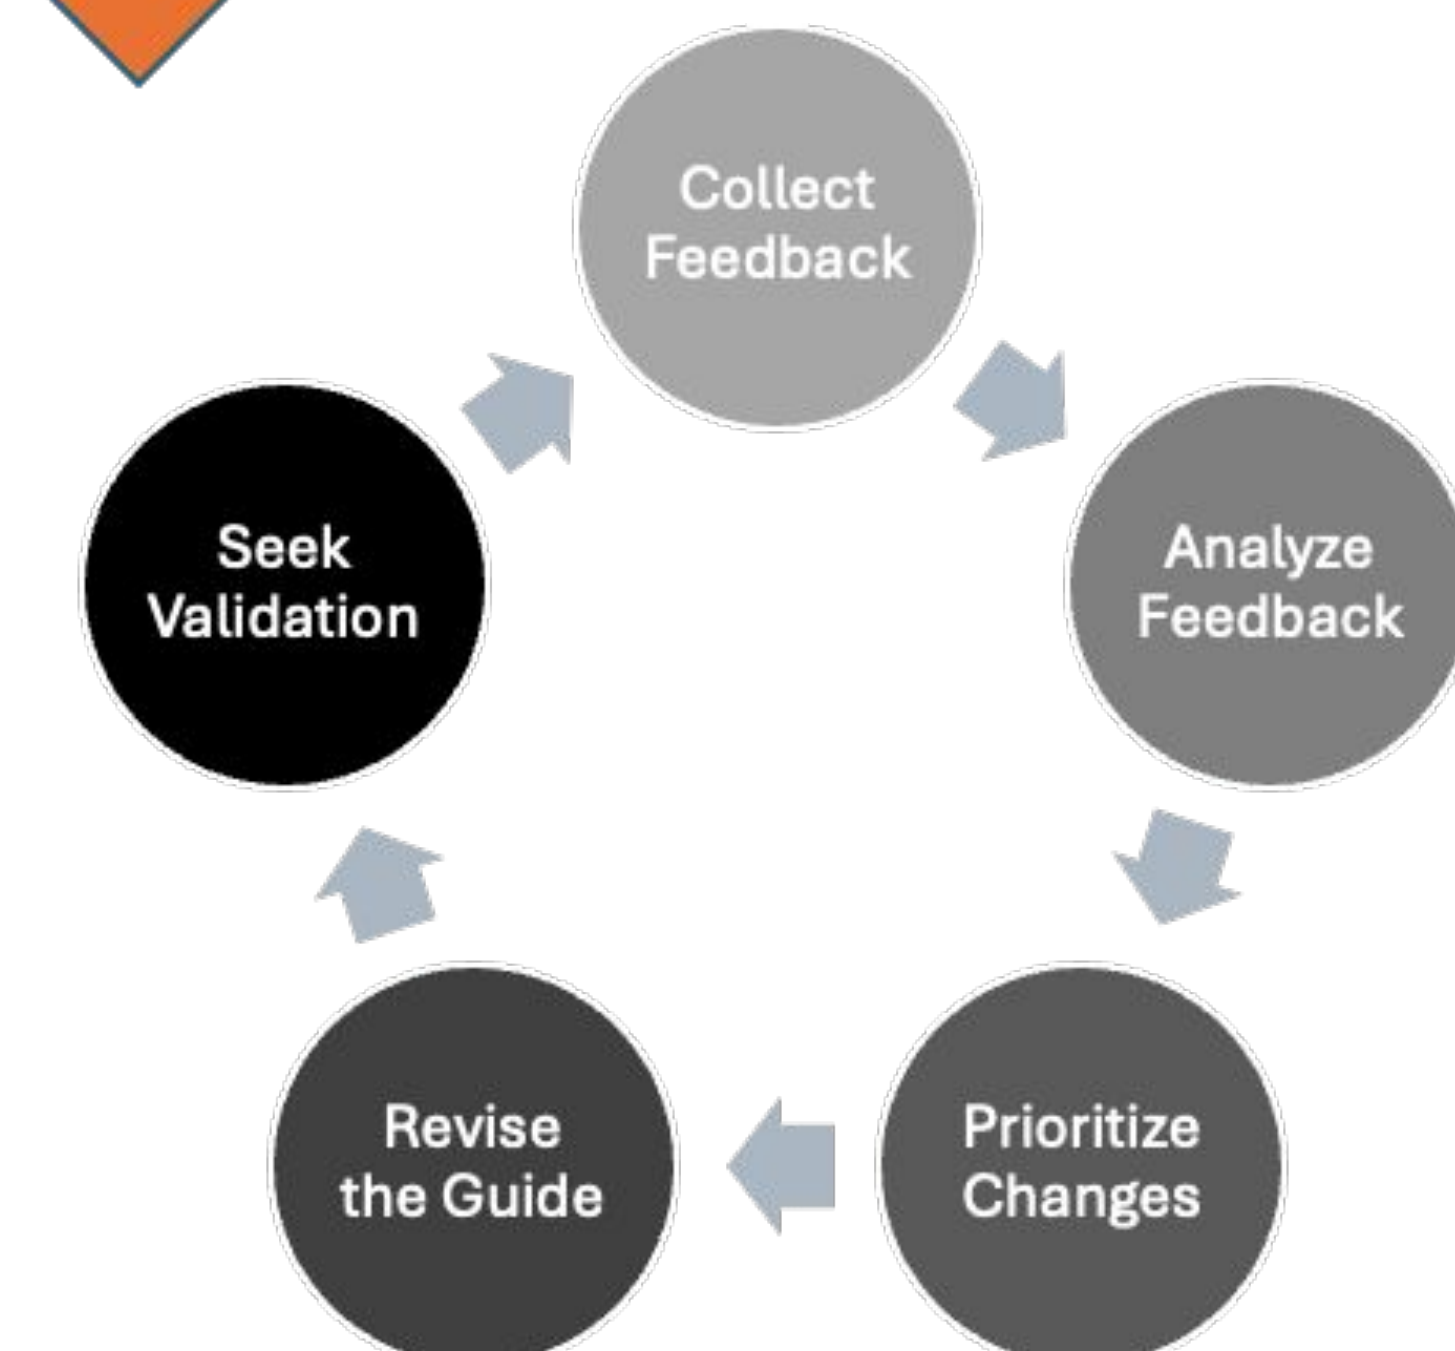 Collect
Feedback
Analyze
Feedback
Prioritize
Changes
Revise
the Guide
Seek
Validation